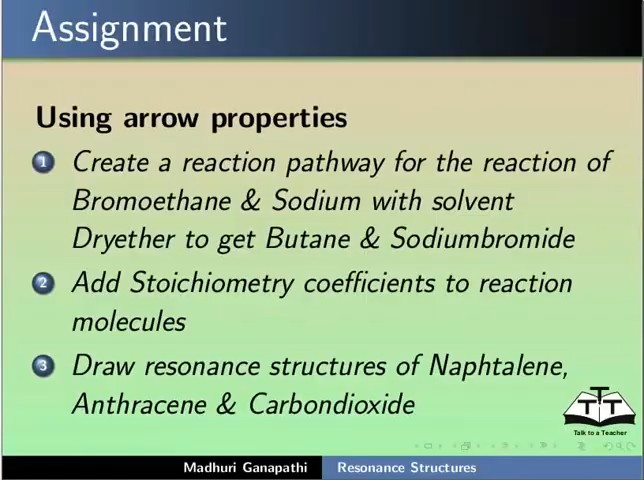 Assignment
Using arrow properties
1 Create a reaction pathway for the reaction of
Bromoethane & Sodium with solvent
Dryether to get Butane & Sodiumbromide
2 Add Stoichiometry coefficients to reaction
molecules
3 Draw resonance structures of Naphtalene,
Anthracene & Carbondioxide
TTT
Talk to a Teacher
Madhuri Ganapathi Resonance Structures